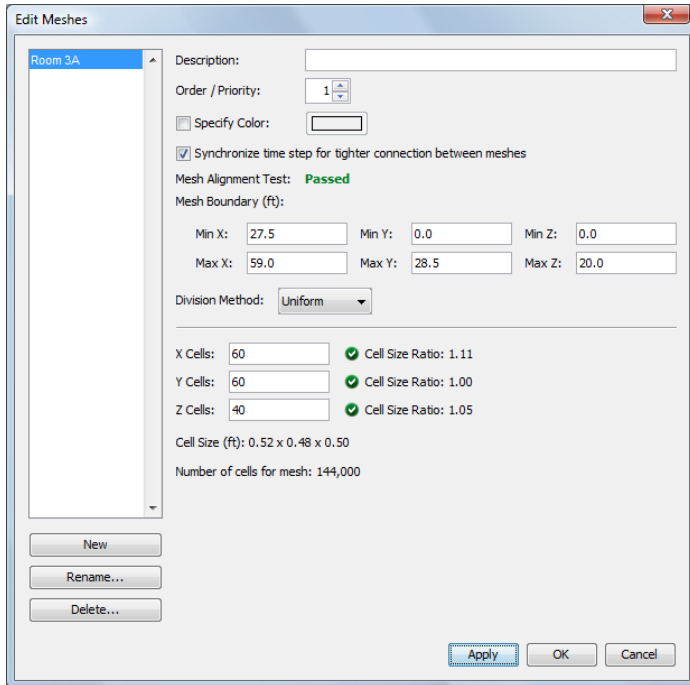 Edit Meshes
Room 3A
Description:
Order / Priority: 1
Specify Color:
Synchronize time step for tighter connection between meshes
Mesh Alignment Test: Passed
Mesh Boundary (ft):
Min X: 27.5 Min Y: 0.0 Min Z: 0.0
Max X: 59.0 Max Y: 28.5 Max Z: 20.0
Division Method: Uniform
X Cells: 60 Cell Size Ratio: 1.11
Y Cells: 60 Cell Size Ratio: 1.00
Z Cells: 40 Cell Size Ratio: 1.05
Cell Size (ft): 0.52 x 0.48 x 0.50
Number of cells for mesh: 144,000
New
Rename...
Delete...
Apply OK Cancel